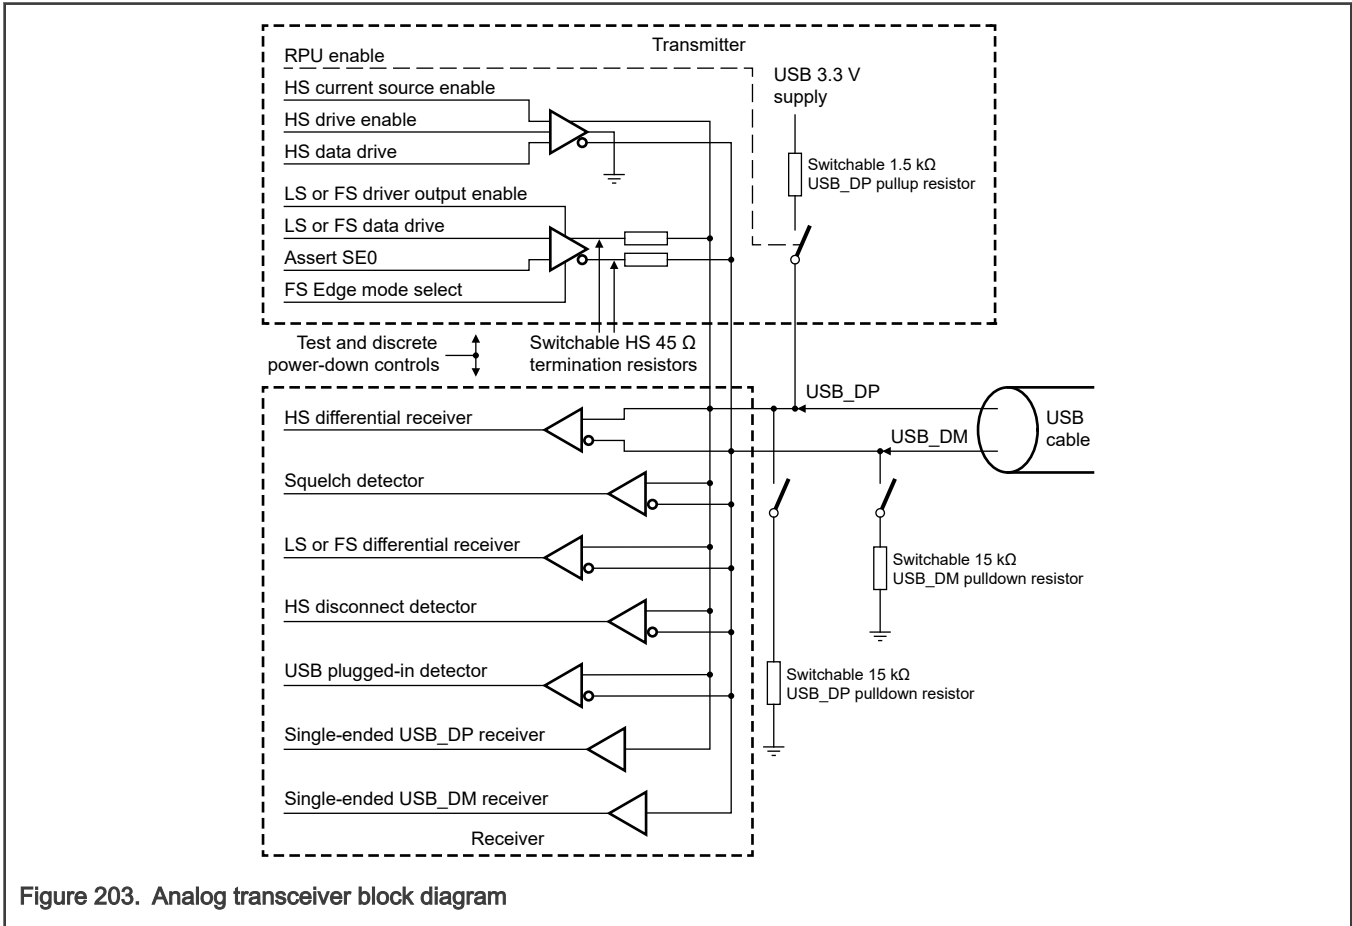 Transmitter
RPU enable
HS current source enable
HS drive enable
HS data drive
LS or FS driver output enable
LS or FS data drive
Assert SE0
FS Edge mode select
USB 3.3 V
supply
Switchable 1.5 kΩ
USB_DP pullup resistor
Test and discrete
power-down controls
Switchable HS 45 Ω
termination resistors
USB_DP
USB_DM
USB
cable
HS differential receiver
Squelch detector
LS or FS differential receiver
HS disconnect detector
USB plugged-in detector
Single-ended USB_DP receiver
Single-ended USB_DM receiver
Receiver
Switchable 15 kΩ
USB_DM pulldown resistor
Switchable 15 kΩ
USB_DP pulldown resistor
Figure 203. Analog transceiver block diagram